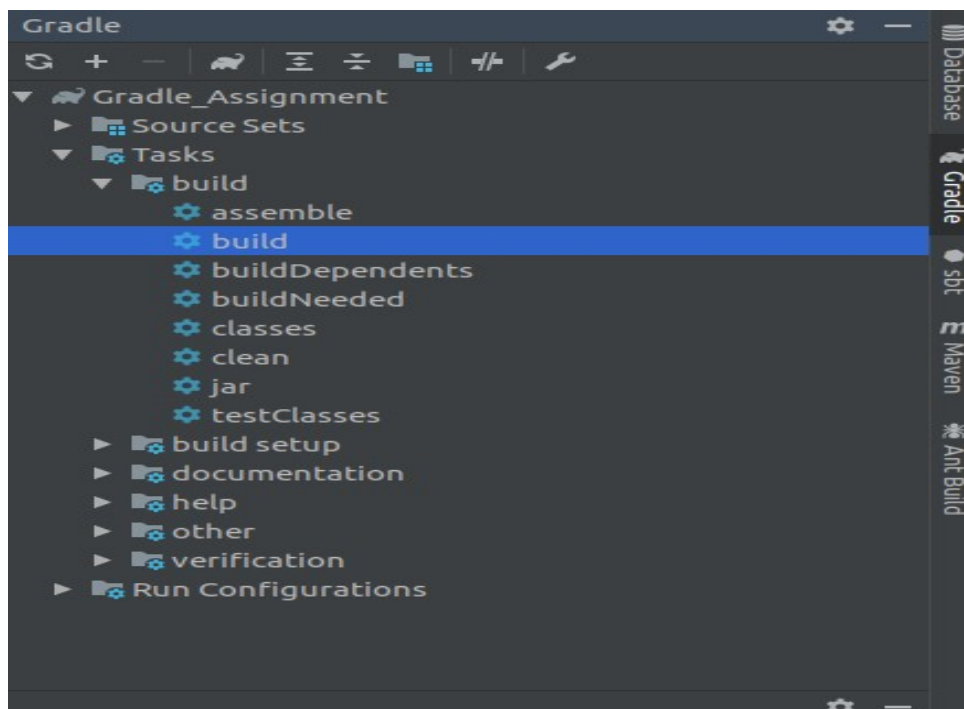 Gradle
Gradle_Assignment
Source Sets
Tasks
build
assemble
build
buildDependents
buildNeeded
classes
clean
jar
testClasses
build setup
documentation
help
other
verification
Run Configurations
Database
Gradle
sbt
m Maven
Ant Build